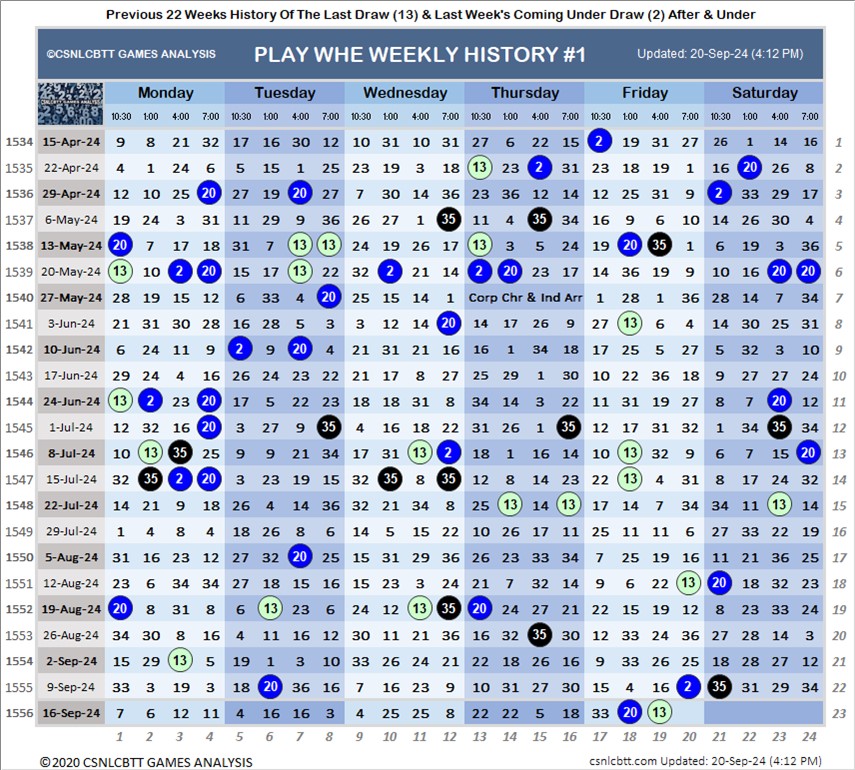 Previous 22 Weeks History Of The Last Draw (13) & Last Week's Coming Under Draw (2) After & Under
©CSNLCBTT GAMES ANALYSIS PLAY WHE WEEKLY HISTORY #1 Updated: 20-Sep-24 (4:12 PM)
CSNLCBTT GAMES ANALYSIS Monday Tuesday Wednesday Thursday Friday Saturday
10:30 1:00 4:00 7:00 10:30 1:00 4:00 7:00 10:30 1:00 4:00 7:00 10:30 1:00 4:00 7:00 10:30 1:00 4:00 7:00 10:30 1:00 4:00 7:00
1534 15-Apr-24 9 8 21 32 17 16 30 12 10 31 10 31 27 6 22 15 2 19 31 27 26 1 14 16 1
1535 22-Apr-24 4 1 24 6 5 15 1 25 23 19 3 18 13 23 2 31 23 18 19 1 16 20 26 8 2
1536 29-Apr-24 12 10 25 20 27 19 20 27 7 30 14 36 23 36 12 14 12 25 31 9 2 33 29 17 3
1537 6-May-24 19 24 3 31 11 29 9 36 26 27 1 35 11 4 35 34 16 9 6 10 14 26 30 4 4
1538 13-May-24 20 7 17 18 31 7 13 13 24 19 26 17 13 3 5 24 19 20 35 1 6 19 3 36 5
1539 20-May-24 13 10 2 20 15 17 13 22 32 2 21 14 2 20 23 17 14 36 19 9 10 16 20 20 6
1540 27-May-24 28 19 15 12 6 33 4 20 25 15 14 1 Corp Chr & Ind Arr 1 28 1 36 28 14 7 34 7
1541 3-Jun-24 21 31 30 28 16 28 5 3 3 12 14 20 14 17 26 9 27 13 6 4 14 30 25 31 8
1542 10-Jun-24 6 24 11 9 2 9 20 4 21 31 21 16 16 1 34 18 17 25 5 27 5 32 3 10 9
1543 17-Jun-24 29 24 4 16 26 24 23 22 21 17 8 27 25 29 1 30 10 22 36 18 9 27 27 24 10
1544 24-Jun-24 13 2 23 20 17 5 22 23 18 18 31 8 34 14 3 22 11 31 19 27 8 7 20 12 11
1545 1-Jul-24 12 32 16 20 3 27 9 35 4 16 18 22 31 26 1 35 17 31 32 21 1 34 35 12 12
1546 8-Jul-24 10 13 35 25 9 9 21 34 17 31 13 2 18 1 16 14 18 13 32 9 6 7 15 20 13
1547 15-Jul-24 32 35 2 20 3 23 19 15 10 35 8 35 12 8 14 23 22 13 4 31 8 17 24 32 14
1548 22-Jul-24 14 21 9 18 26 4 14 36 32 21 34 8 25 13 14 13 17 14 7 34 34 11 13 14 15
1549 29-Jul-24 1 4 8 4 18 26 8 6 14 5 15 22 10 26 17 11 25 11 11 6 27 33 22 19 16
1550 5-Aug-24 31 16 23 12 27 32 20 25 15 31 29 36 26 23 33 34 7 25 19 16 11 21 36 25 17
1551 12-Aug-24 23 6 34 34 27 18 15 16 15 23 3 24 21 7 32 14 9 6 22 13 20 18 32 23 18
1552 19-Aug-24 20 8 31 8 6 13 23 6 24 12 13 35 20 24 27 21 22 15 19 12 8 23 33 24 19
1553 26-Aug-24 34 30 8 16 4 11 16 12 30 11 21 36 16 32 35 30 12 33 24 36 27 28 14 3 20
1554 2-Sep-24 15 29 13 5 19 1 3 10 33 26 24 21 22 18 26 16 9 33 26 25 18 28 27 12 21
1555 9-Sep-24 33 3 19 3 18 20 36 16 7 16 23 9 10 31 27 30 15 4 16 2 35 31 29 34 22
1556 16-Sep-24 7 6 12 11 4 16 16 3 4 25 25 8 22 22 5 18 33 20 13 23
1 2 3 4 5 6 7 8 9 10 11 12 13 14 15 16 17 18 19 20 21 22 23 24
©2020 CSNLCBTT GAMES ANALYSIS csnlcbtt.com Updated: 20-Sep-24 (4:12 PM)